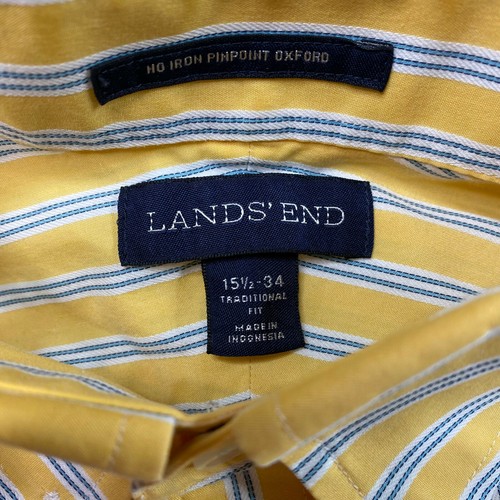 NO IRON PINPOINT OXFORD
LANDS' END
15½-34
TRADITIONAL
FIT
MADE IN
INDONESIA